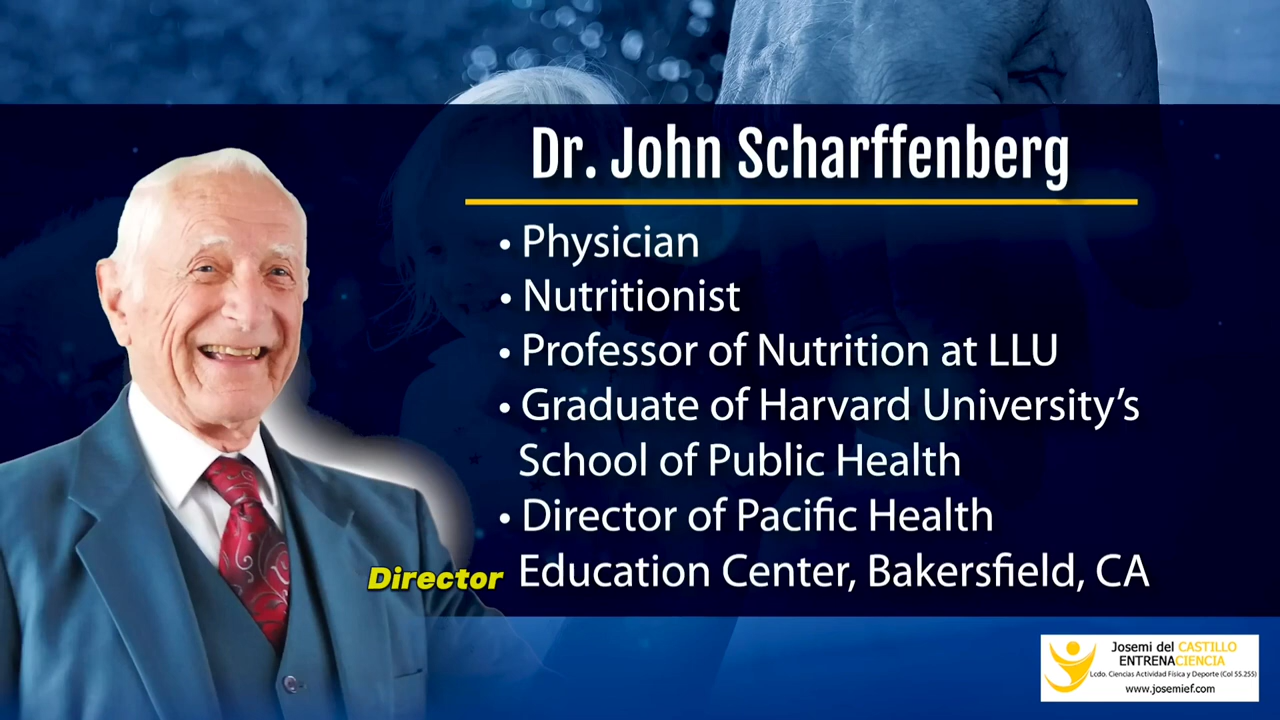 Dr. John Scharffenberg
• Physician
• Nutritionist
• Professor of Nutrition at LLU
• Graduate of Harvard University’s
School of Public Health
• Director of Pacific Health
Education Center, Bakersfield, CA
Director
Josemi del CASTILLO
ENTRENACIENCIA
Lcdo. Ciencias Actividad Física y Deporte (Col 55.255)
www.josemief.com